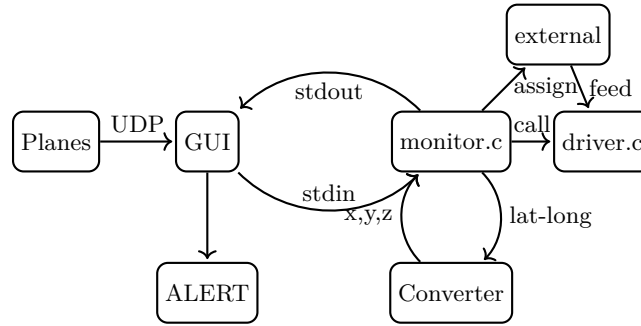 external
stdout
assign
feed
UDP
call
Planes
GUI
monitor.c
driver.c
stdin
x,y,z
lat-long
ALERT
Converter